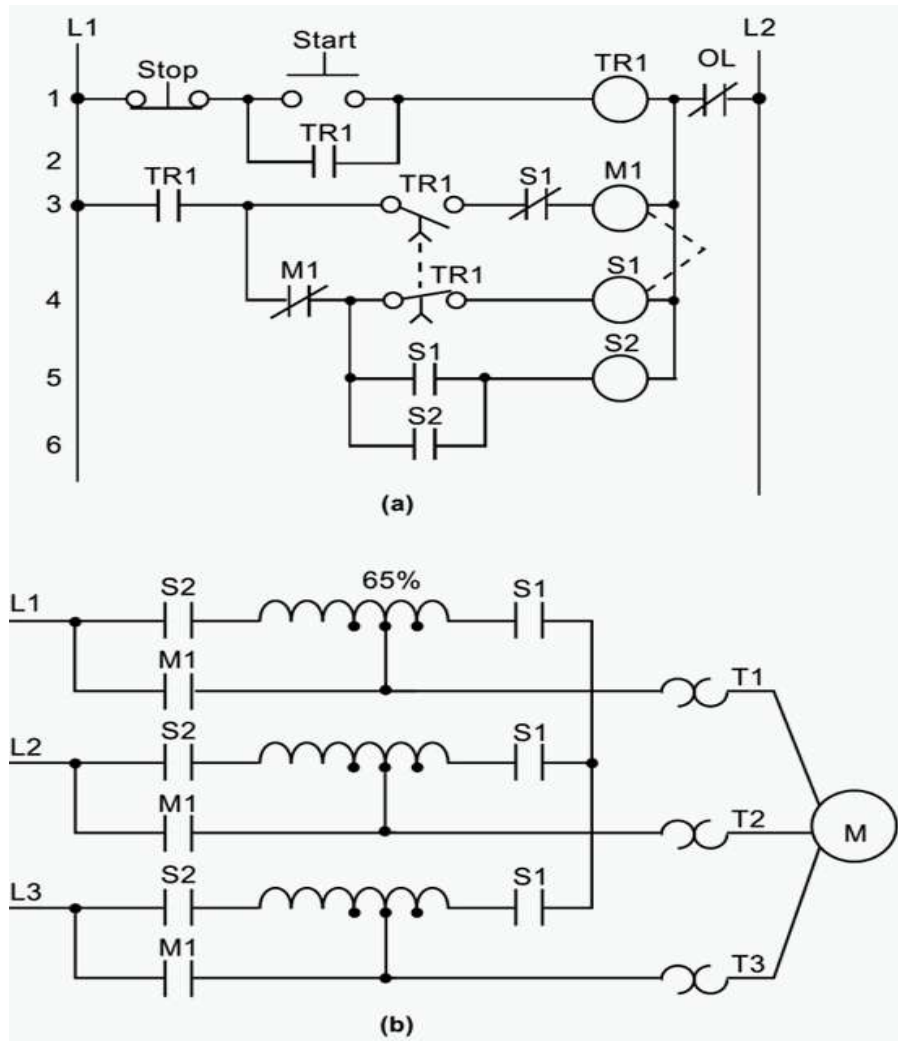 L1 L2
Start
Stop TR1 OL
1
TR1
2
TR1 TR1 S1 M1
3
M1 TR1 S1
4
S1 S2
5
S2
6
(a)
65%
S2 S1
L1
M1 T1
S2 S1
L2
M1 T2
M
S2 S1
L3
M1 T3
(b)